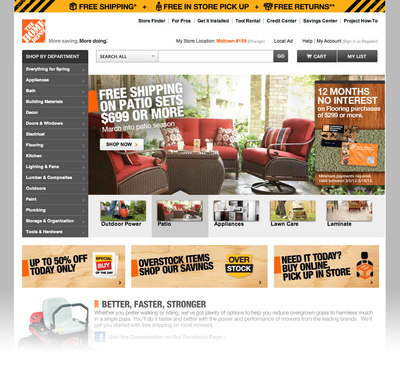 FREE SHIPPING* + FREE IN STORE PICK UP + FREE RETURNS**
THE HOME DEPOT
More saving. More doing.™
Store Finder | For Pros | Get It Installed | Tool Rental | Credit Center | Savings Center | Project How-To
My Store Location: Midtown #159 (Change) Local Ad Help | My Account (Sign in or Register)
SHOP BY DEPARTMENT
SEARCH ALL
GO
CART
MY LIST
Everything for Spring
Appliances
Bath
Building Materials
Decor
Doors & Windows
Electrical
Flooring
Kitchen
Lighting & Fans
Lumber & Composites
Outdoors
Paint
Plumbing
Storage & Organization
Tools & Hardware
FREE SHIPPING
ON PATIO SETS
$699 OR MORE
March into patio season
SHOP NOW
12 MONTHS
NO INTEREST
on Flooring purchases
of $299 or more.
Minimum payments required.
Valid between 3/1/12- 3/18/12.
Outdoor Power
Patio
Appliances
Lawn Care
Laminate
UP TO 50% OFF
TODAY ONLY
SPECIAL
BUY
OF THE DAY
OVERSTOCK ITEMS
SHOP OUR SAVINGS
OVER
STOCK
NEED IT TODAY?
BUY ONLINE,
PICK UP IN STORE
BETTER, FASTER, STRONGER
Whether you prefer walking or riding, we've got plenty of options to help you reduce overgrown grass to harmless mulch
in a single pass. You'll do it faster and better with the power and performance of mowers from the leading brands. We'll
get you started with free shipping on most mowers.
Join the Conversation on Our Facebook Page